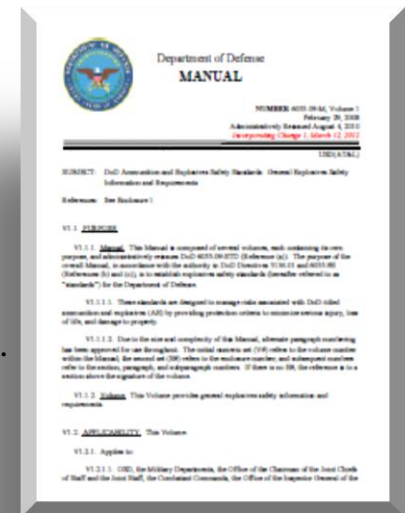 Department of Defense
MANUAL
NUMBER 6055.09-M, Volume 1
February 29, 2008
Administratively Reissued August 4, 2010
Incorporating Change 1, March 12, 2012
USD(AT&L)
SUBJECT: DoD Ammunition and Explosives Safety Standards: General Explosives Safety
Information and Requirements
References: See Enclosure 1
V1.1. PURPOSE
V1.1.1. Manual. This Manual is composed of several volumes, each containing its own
purpose, and administratively reissues DoD 6055.09-STD (Reference (a)). The purpose of the
overall Manual, in accordance with the authority in DoD Directives 5134.01 and 6055.9E
(References (b) and (c)), is to establish explosives safety standards (hereafter referred to as
"standards") for the Department of Defense.
V1.1.1.1. These standards are designed to manage risks associated with DoD-titled
ammunition and explosives (AE) by providing protection criteria to minimize serious injury, loss
of life, and damage to property.
V1.1.1.2. Due to the size and complexity of this Manual, alternate paragraph numbering
has been approved for use throughout. The initial numeric set (V#) refers to the volume number
within the Manual; the second set (E#) refers to the enclosure number; and subsequent numbers
refer to the section, paragraph, and subparagraph numbers. If there is no E#, the reference is to a
section above the signature of the volume.
V1.1.2. Volume. This Volume provides general explosives safety information and
requirements.
V1.2. APPLICABILITY. This Volume:
V1.2.1. Applies to:
V1.2.1.1. OSD, the Military Departments, the Office of the Chairman of the Joint Chiefs
of Staff and the Joint Staff, the Combatant Commands, the Office of the Inspector General of the